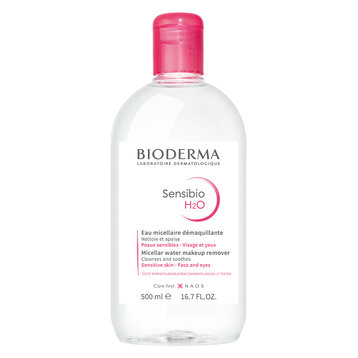 BIODERMA
LABORATOIRE DERMATOLOGIQUE
Sensibio
H2O
Eau micellaire démaquillante
Nettoie et apaise
Peaux sensibles - Visage et yeux
Micellar water makeup remover
Cleanses and soothes
Sensitive skin - Face and eyes
Care first
NAOS
500 ml e 16.7 FL.OZ.